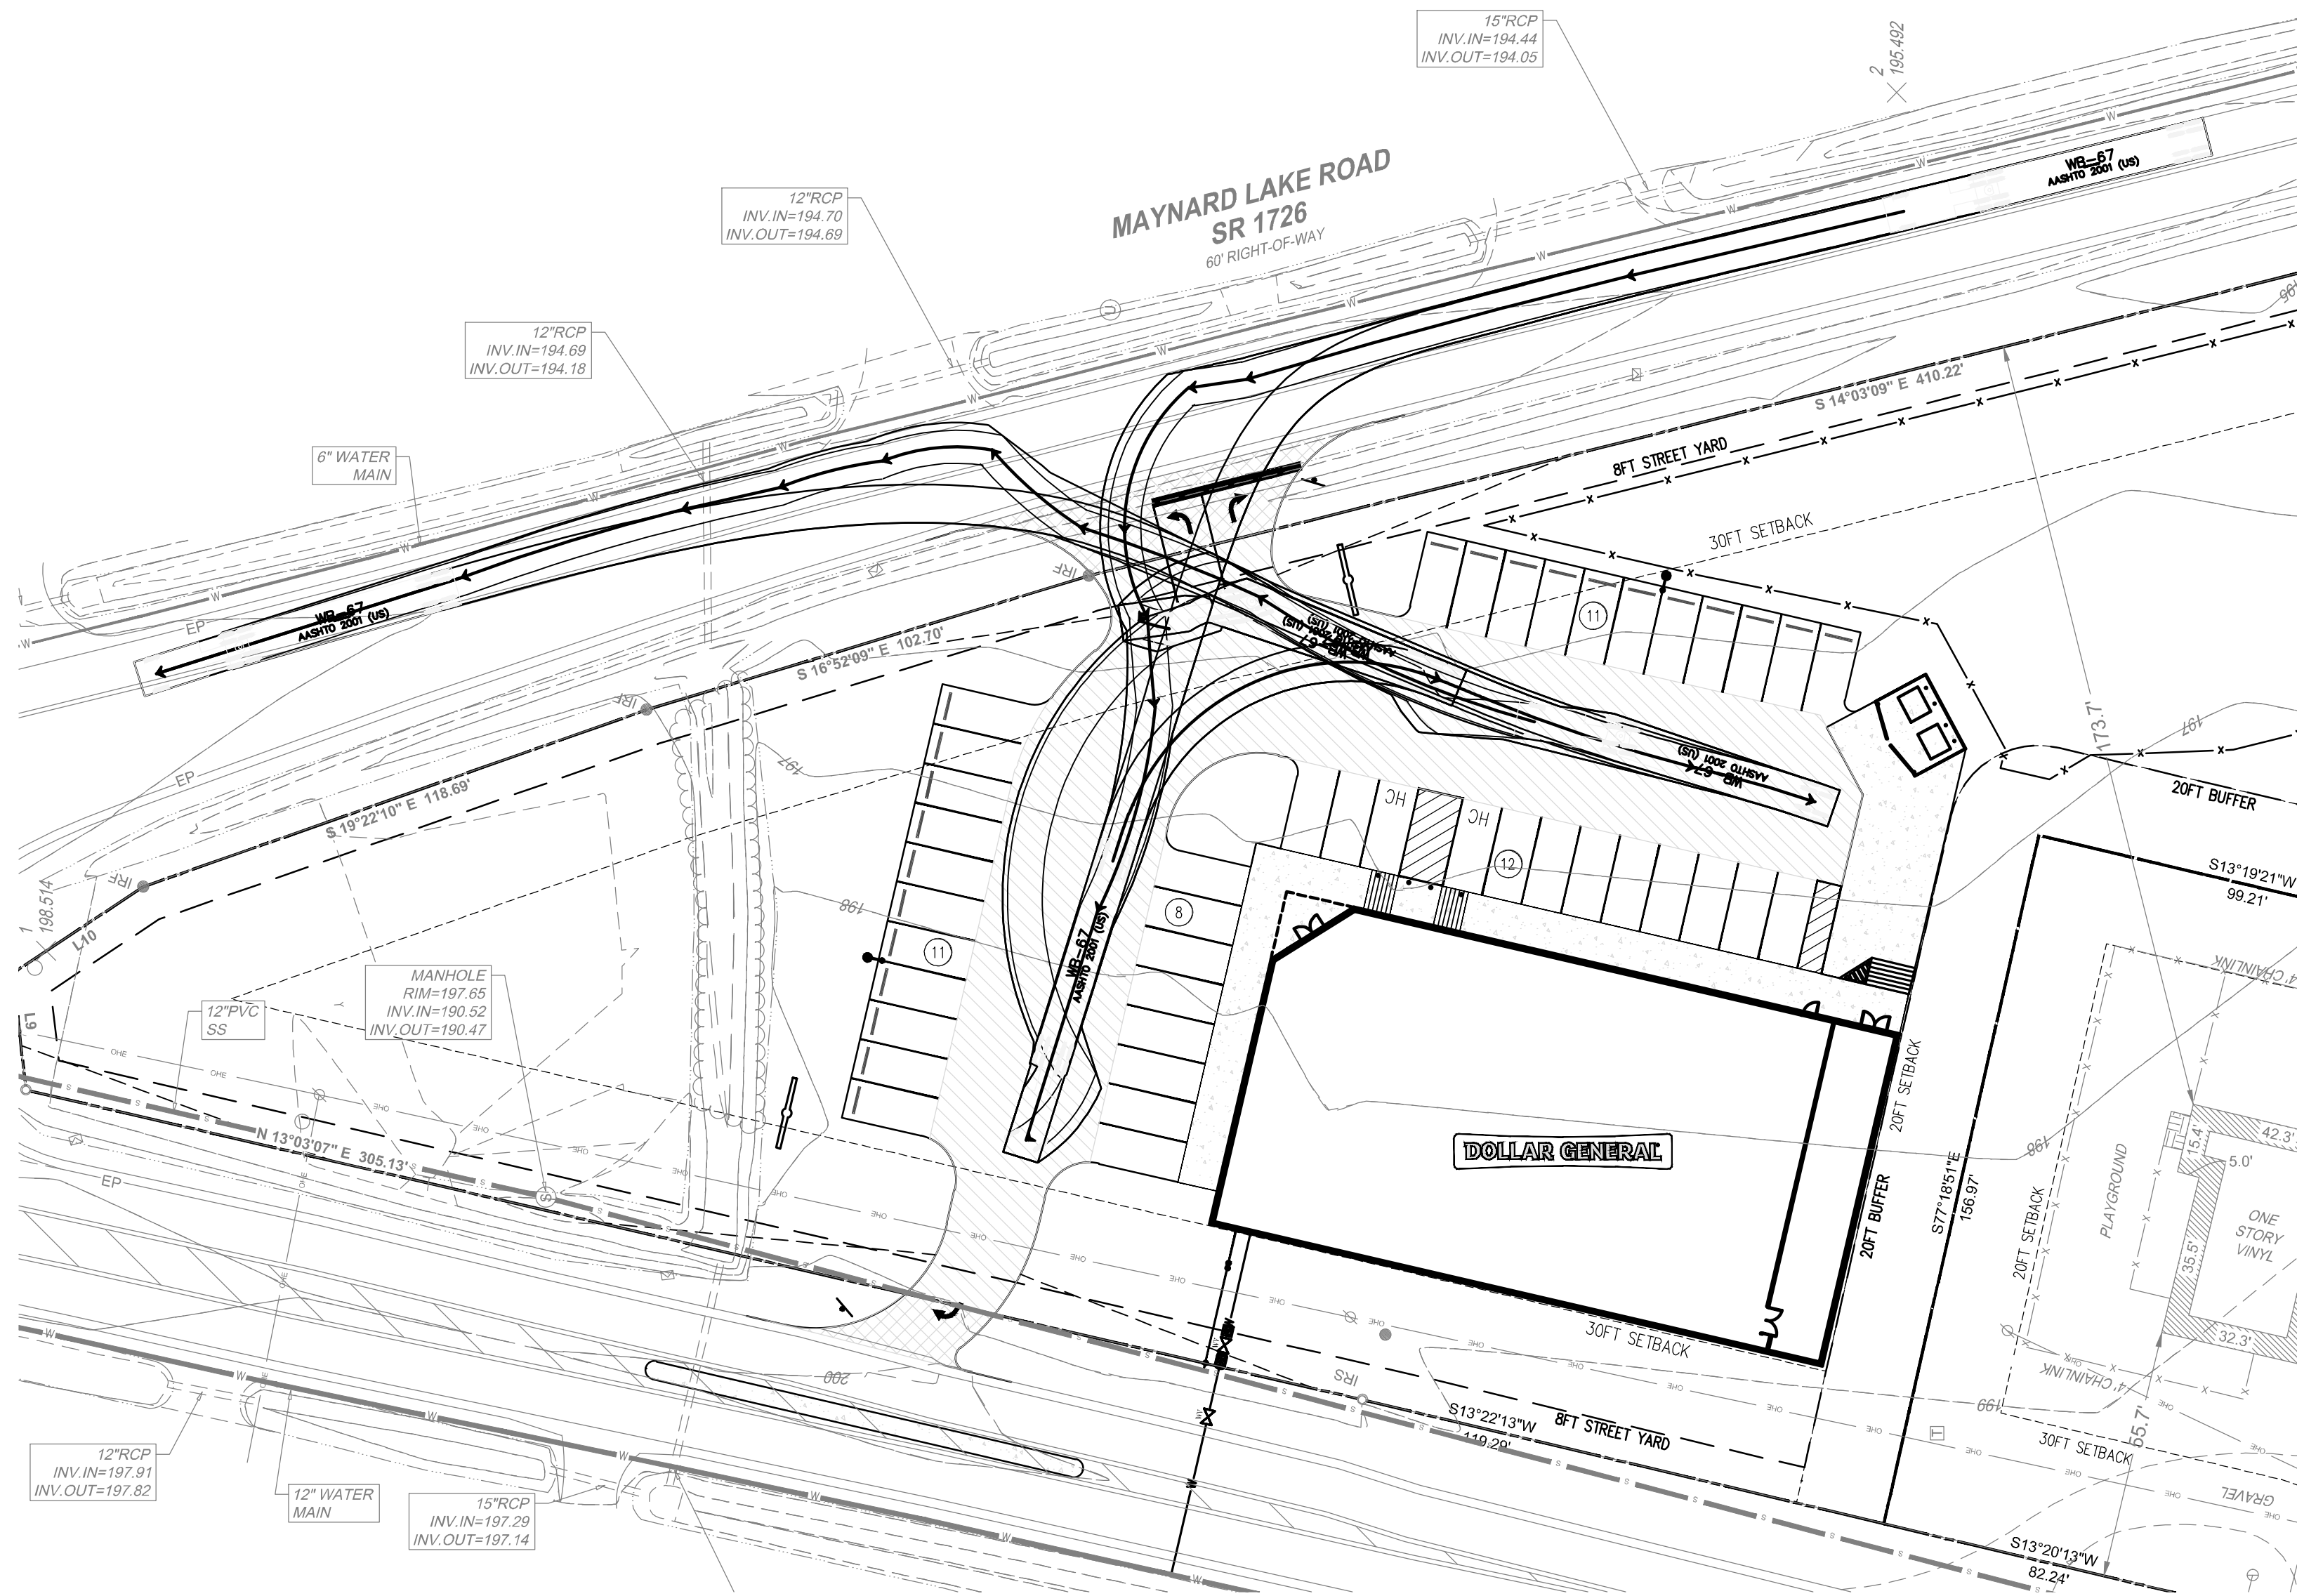 15"RCP
INV.IN=194.44
INV.OUT=194.05
2
195.492
12"RCP
INV.IN=194.70
INV.OUT=194.69
MAYNARD LAKE ROAD
SR 1726
60' RIGHT-OF-WAY
WB-67
AASHTO 2001 (US)
12"RCP
INV.IN=194.69
INV.OUT=194.18
6" WATER
MAIN
S 14°03'09" E 410.22'
8FT STREET YARD
30FT SETBACK
WB-67
AASHTO 2001 (US)
EP
IRF
S 16°52'09" E 102.70'
IRF
11
173.7'
197
EP
S 19°22'10" E 118.69'
IRF
197
WB-67
AASHTO 2001 (US)
20FT BUFFER
HC
HC
12
S13°19'21"W
99.21'
1
198.514
L10
198
8
11
WB-67
AASHTO 2001 (US)
4' CHAINLINK
MANHOLE
RIM=197.65
INV.IN=190.52
INV.OUT=190.47
12"PVC
SS
L9
20FT SETBACK
DOLLAR GENERAL
198
PLAYGROUND
15.4'
42.3'
5.0'
ONE
STORY
VINYL
35.5'
32.3'
N 13°03'07" E 305.13'
EP
20FT BUFFER
S77°18'51"E
156.97'
20FT SETBACK
30FT SETBACK
4' CHAINLINK
200
IRS
199
S13°22'13"W
119.29'
8FT STREET YARD
55.7'
30FT SETBACK
GRAVEL
12"RCP
INV.IN=197.91
INV.OUT=197.82
12" WATER
MAIN
15"RCP
INV.IN=197.29
INV.OUT=197.14
S13°20'13"W
82.24'